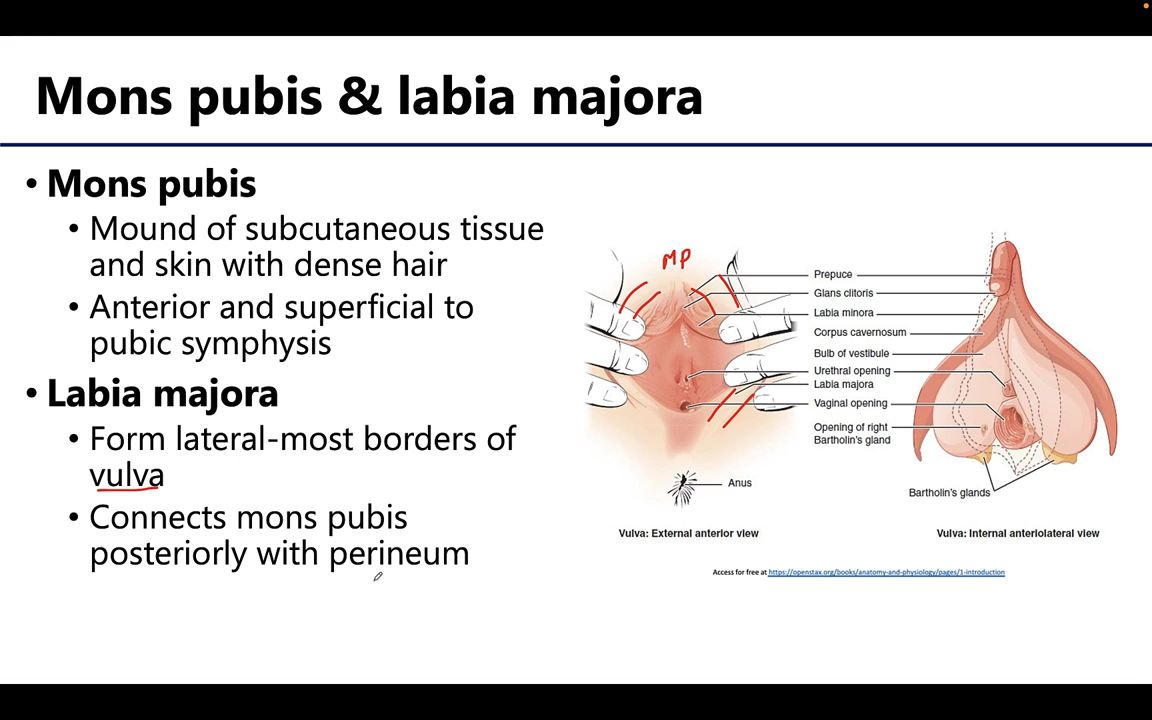 Mons pubis & labia majora
• Mons pubis
• Mound of subcutaneous tissue
and skin with dense hair
• Anterior and superficial to
pubic symphysis
• Labia majora
• Form lateral-most borders of
vulva
• Connects mons pubis
posteriorly with perineum
MP
Prepuce
Glans clitoris
Labia minora
Corpus cavernosum
Bulb of vestibule
Urethral opening
Labia majora
Vaginal opening
Opening of right
Bartholin's gland
Anus
Bartholin's glands
Vulva: External anterior view
Vulva: Internal anteriolateral view
Access for free at https://openstax.org/books/anatomy-and-physiology/pages/1-introduction